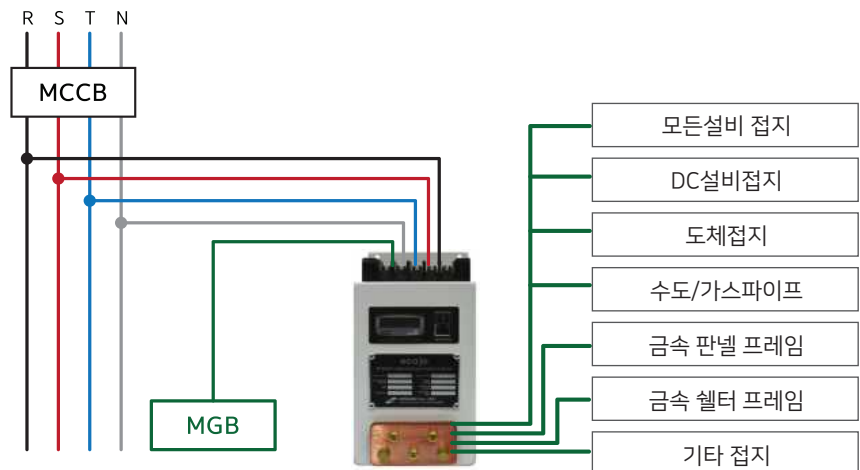 R S T N
MCCB
모든설비 접지
DC설비접지
도체접지
수도/가스파이프
금속 판넬 프레임
금속 쉘터 프레임
기타 접지
MGB